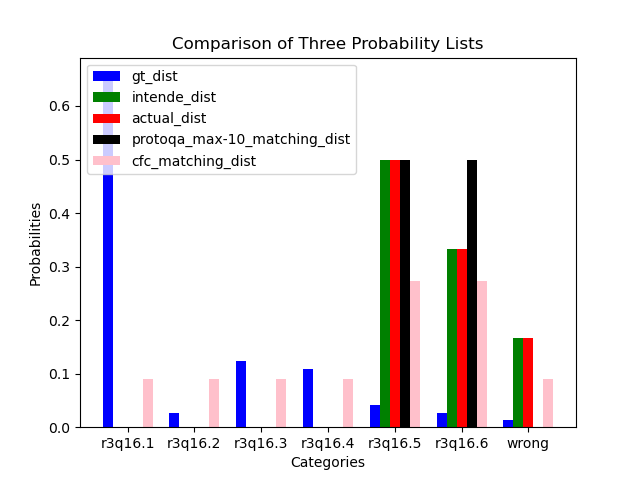 Comparison of Three Probability Lists
gt_dist
intende_dist
actual_dist
protoqa_max-10_matching_dist
cfc_matching_dist
Probabilities
0.6
0.5
0.4
0.3
0.2
0.1
0.0
r3q16.1 r3q16.2 r3q16.3 r3q16.4 r3q16.5 r3q16.6 wrong
Categories